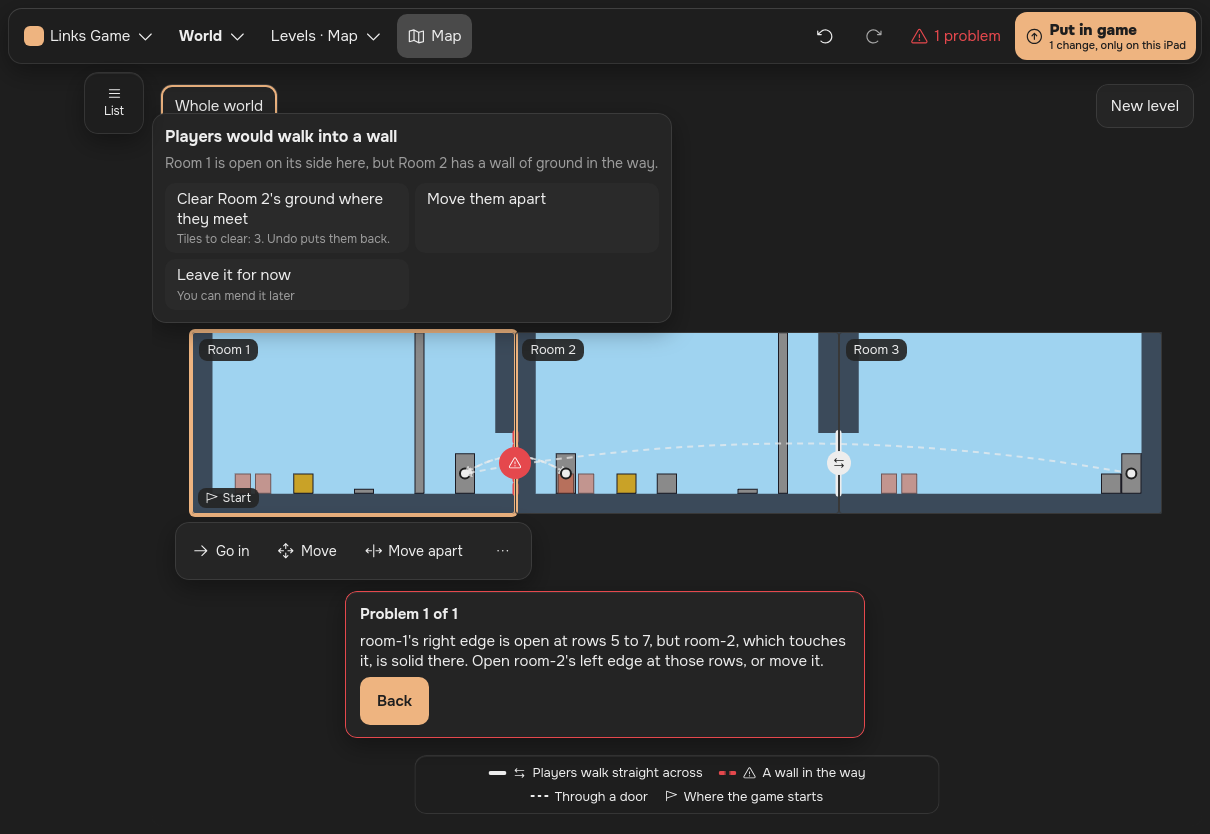 Links Game
World
Levels · Map
Map
1 problem
Put in game
1 change, only on this iPad
List
Whole world
New level
Players would walk into a wall
Room 1 is open on its side here, but Room 2 has a wall of ground in the way.
Clear Room 2's ground where
they meet
Tiles to clear: 3. Undo puts them back.
Move them apart
Leave it for now
You can mend it later
Room 1
Room 2
Room 3
Start
Go in
Move
Move apart
···
Problem 1 of 1
room-1's right edge is open at rows 5 to 7, but room-2, which touches
it, is solid there. Open room-2's left edge at those rows, or move it.
Back
Players walk straight across
A wall in the way
Through a door
Where the game starts